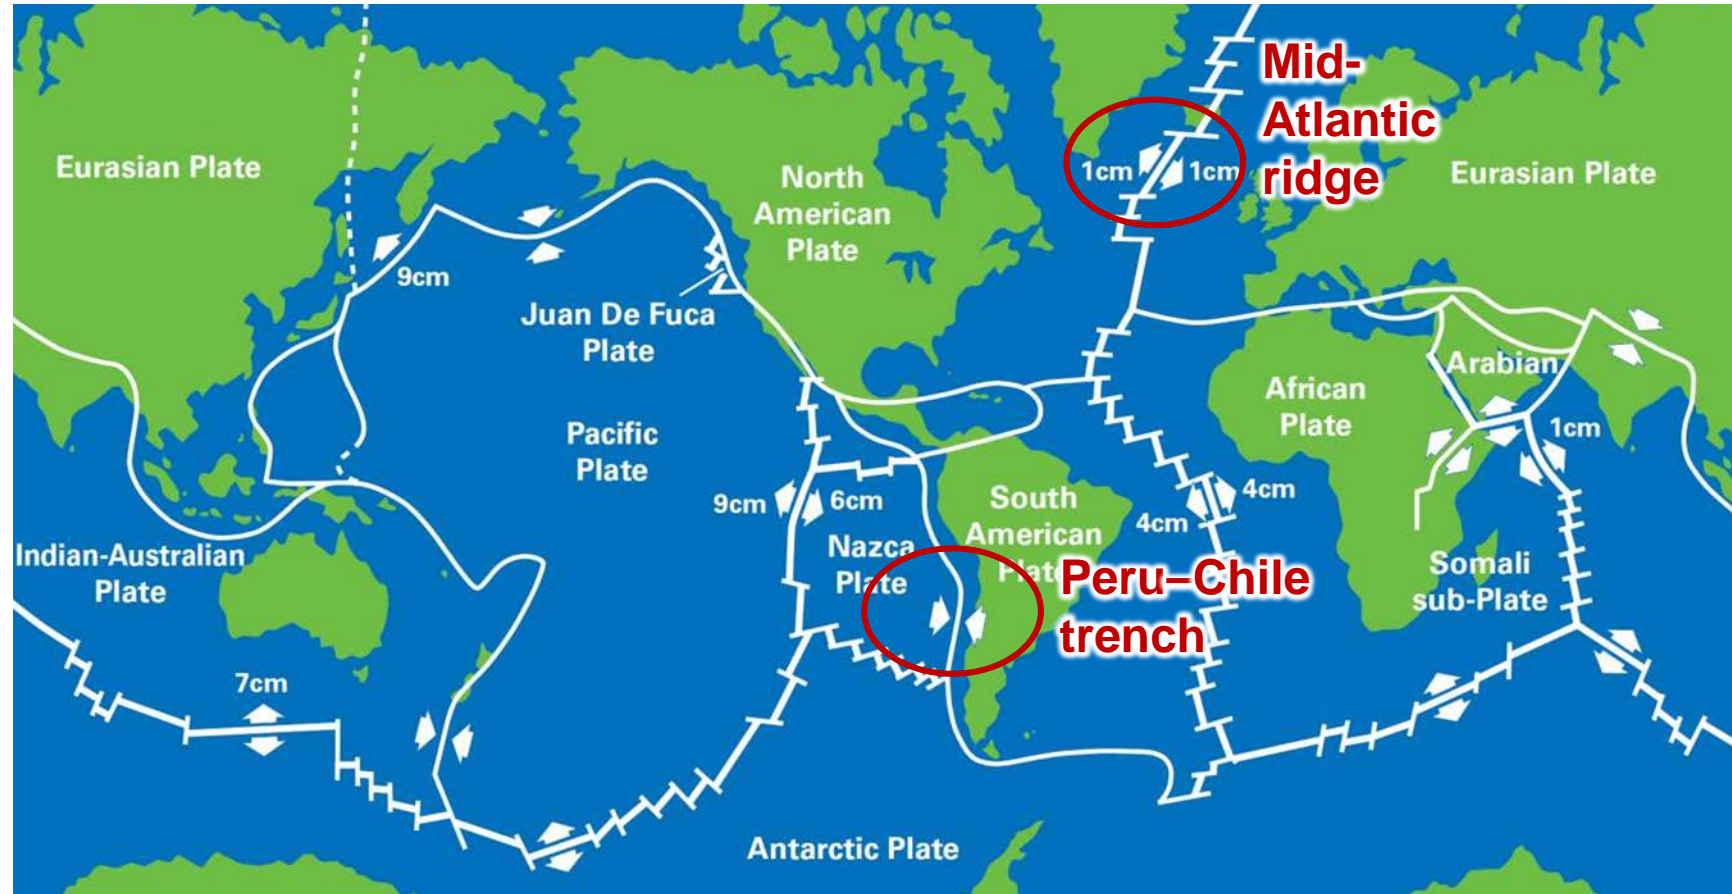 Mid-
Atlantic
ridge
Eurasian Plate
North
American
Plate
1cm
1cm
Eurasian Plate
9cm
Juan De Fuca
Plate
Arabian
African
Plate
Pacific
Plate
1cm
9cm
6cm
South
American
Plate
4cm
4cm
Nazca
Plate
Indian-Australian
Plate
Peru–Chile
trench
Somali
sub-Plate
7cm
Antarctic Plate